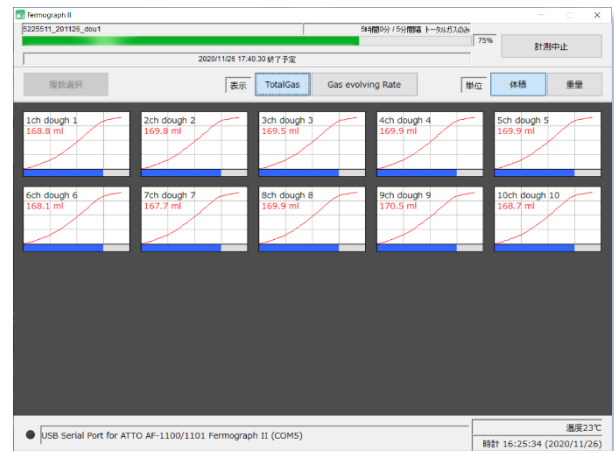 Fermograph II
5225511_201126_dou1
5時間0分 / 5分間隔 トータルガスのみ
75%
計測中止
2020/11/26 17:40:30 終了予定
複数選択
表示
TotalGas
Gas evolving Rate
単位
体積
重量
1ch dough 1
168.8 ml
2ch dough 2
169.8 ml
3ch dough 3
169.5 ml
4ch dough 4
169.9 ml
5ch dough 5
169.9 ml
6ch dough 6
168.1 ml
7ch dough 7
167.7 ml
8ch dough 8
169.9 ml
9ch dough 9
170.5 ml
10ch dough 10
168.7 ml
USB Serial Port for ATTO AF-1100/1101 Fermograph II (COM5)
温度23℃
時計 16:25:34 (2020/11/26)